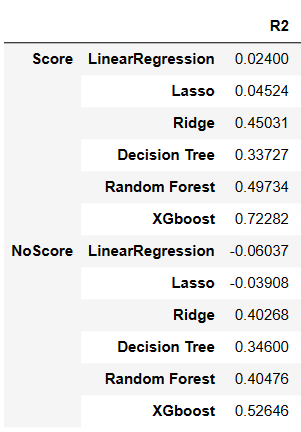 R2
Score LinearRegression 0.02400
Lasso 0.04524
Ridge 0.45031
Decision Tree 0.33727
Random Forest 0.49734
XGboost 0.72282
NoScore LinearRegression -0.06037
Lasso -0.03908
Ridge 0.40268
Decision Tree 0.34600
Random Forest 0.40476
XGboost 0.52646